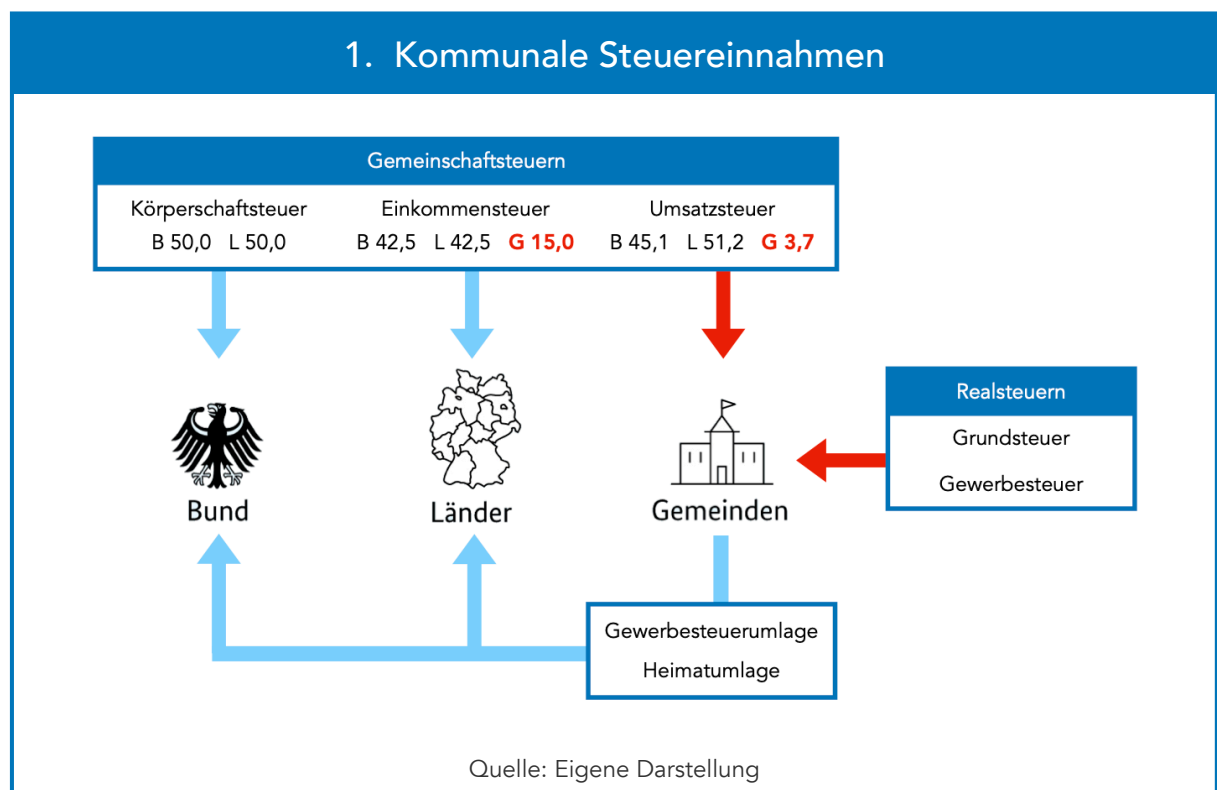 1. Kommunale Steuereinnahmen
Gemeinschaftsteuern
Körperschaftsteuer Einkommensteuer Umsatzsteuer
B 50,0 L 50,0 B 42,5 L 42,5 G 15,0 B 45,1 L 51,2 G 3,7
Realsteuern
Grundsteuer
Gewerbesteuer
Bund Länder Gemeinden
Gewerbesteuerumlage
Heimatumlage
Quelle: Eigene Darstellung